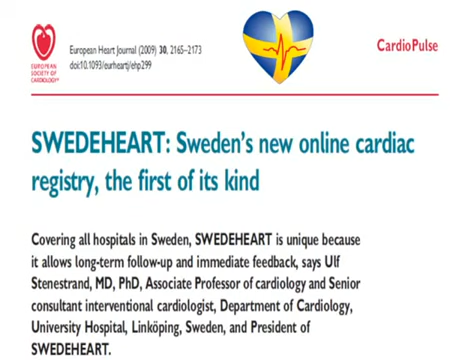 European Heart Journal (2009) 30, 2165–2173
doi:10.1093/eurheartj/ehp299
CardioPulse
EUROPEAN
SOCIETY OF
CARDIOLOGY®
SWEDEHEART: Sweden's new online cardiac
registry, the first of its kind
Covering all hospitals in Sweden, SWEDEHEART is unique because
it allows long-term follow-up and immediate feedback, says Ulf
Stenestrand, MD, PhD, Associate Professor of cardiology and Senior
consultant interventional cardiologist, Department of Cardiology,
University Hospital, Linköping, Sweden, and President of
SWEDEHEART.